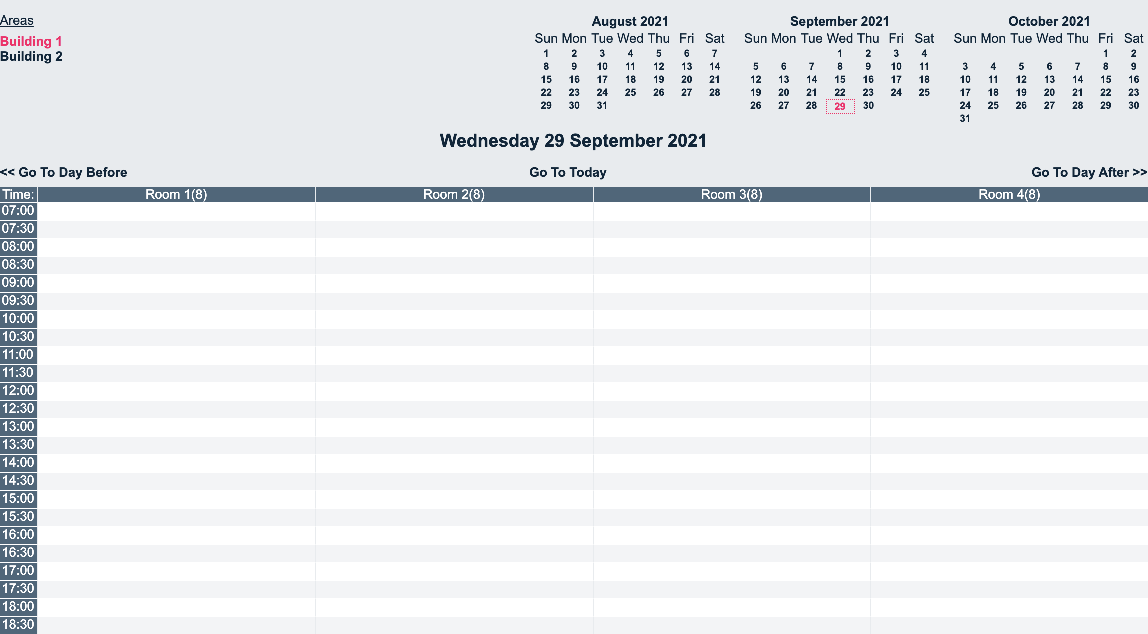 Areas
Building 1
Building 2
August 2021
Sun Mon Tue Wed Thu Fri Sat
1 2 3 4 5 6 7
8 9 10 11 12 13 14
15 16 17 18 19 20 21
22 23 24 25 26 27 28
29 30 31
September 2021
Sun Mon Tue Wed Thu Fri Sat
1 2 3 4
5 6 7 8 9 10 11
12 13 14 15 16 17 18
19 20 21 22 23 24 25
26 27 28 29 30
October 2021
Sun Mon Tue Wed Thu Fri Sat
1 2
3 4 5 6 7 8 9
10 11 12 13 14 15 16
17 18 19 20 21 22 23
24 25 26 27 28 29 30
31
Wednesday 29 September 2021
<< Go To Day Before Go To Today Go To Day After >>
Time: Room 1(8) Room 2(8) Room 3(8) Room 4(8)
07:00
07:30
08:00
08:30
09:00
09:30
10:00
10:30
11:00
11:30
12:00
12:30
13:00
13:30
14:00
14:30
15:00
15:30
16:00
16:30
17:00
17:30
18:00
18:30